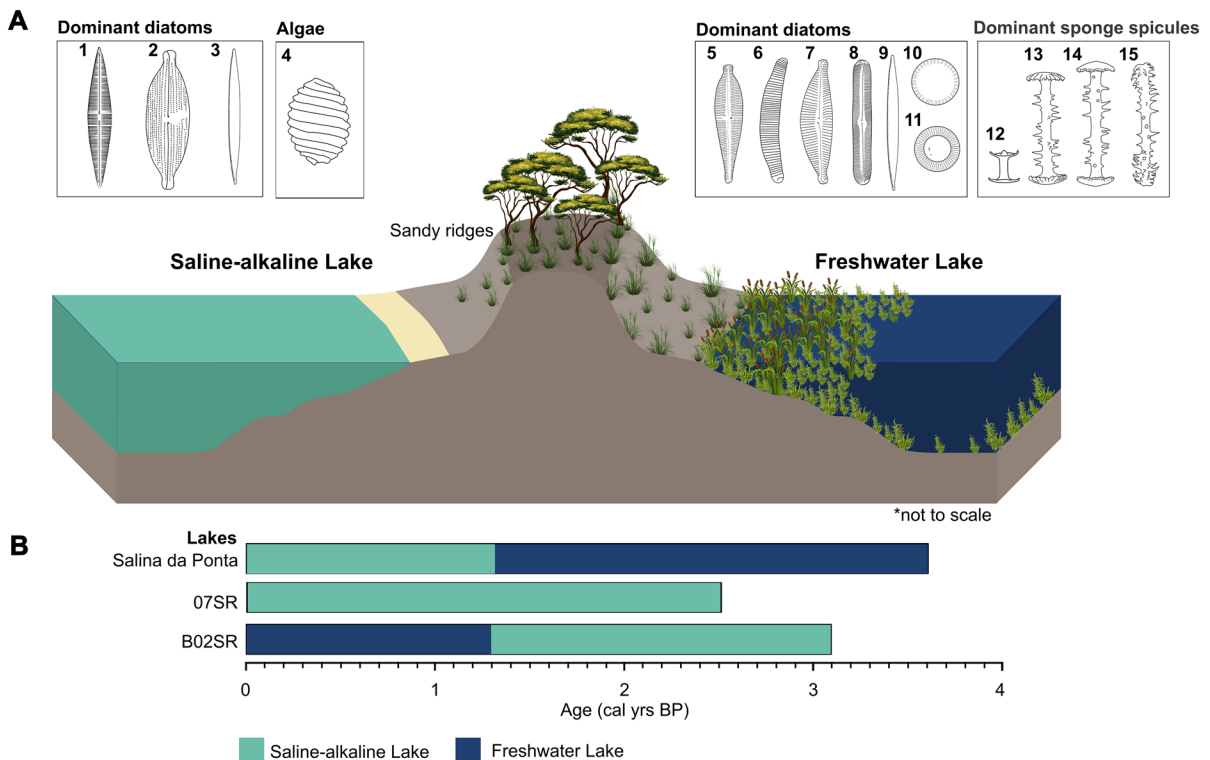 A
Dominant diatoms
1 2 3
Algae
4
Dominant diatoms
5 6 7 8 9 10
11
Dominant sponge spicules
12 13 14 15
Sandy ridges
Saline-alkaline Lake
Freshwater Lake
*not to scale
B
Lakes
Salina da Ponta
07SR
B02SR
0 1 2 3 4
Age (cal yrs BP)
Saline-alkaline Lake
Freshwater Lake